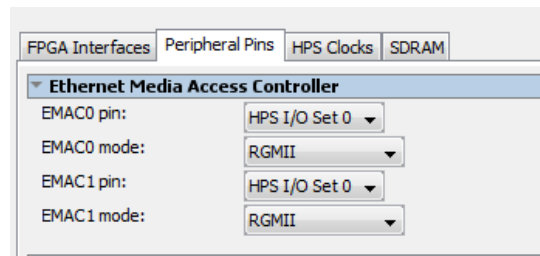 FPGA Interfaces Peripheral Pins HPS Clocks SDRAM
Ethernet Media Access Controller
EMAC0 pin: HPS I/O Set 0
EMAC0 mode: RGMII
EMAC1 pin: HPS I/O Set 0
EMAC1 mode: RGMII